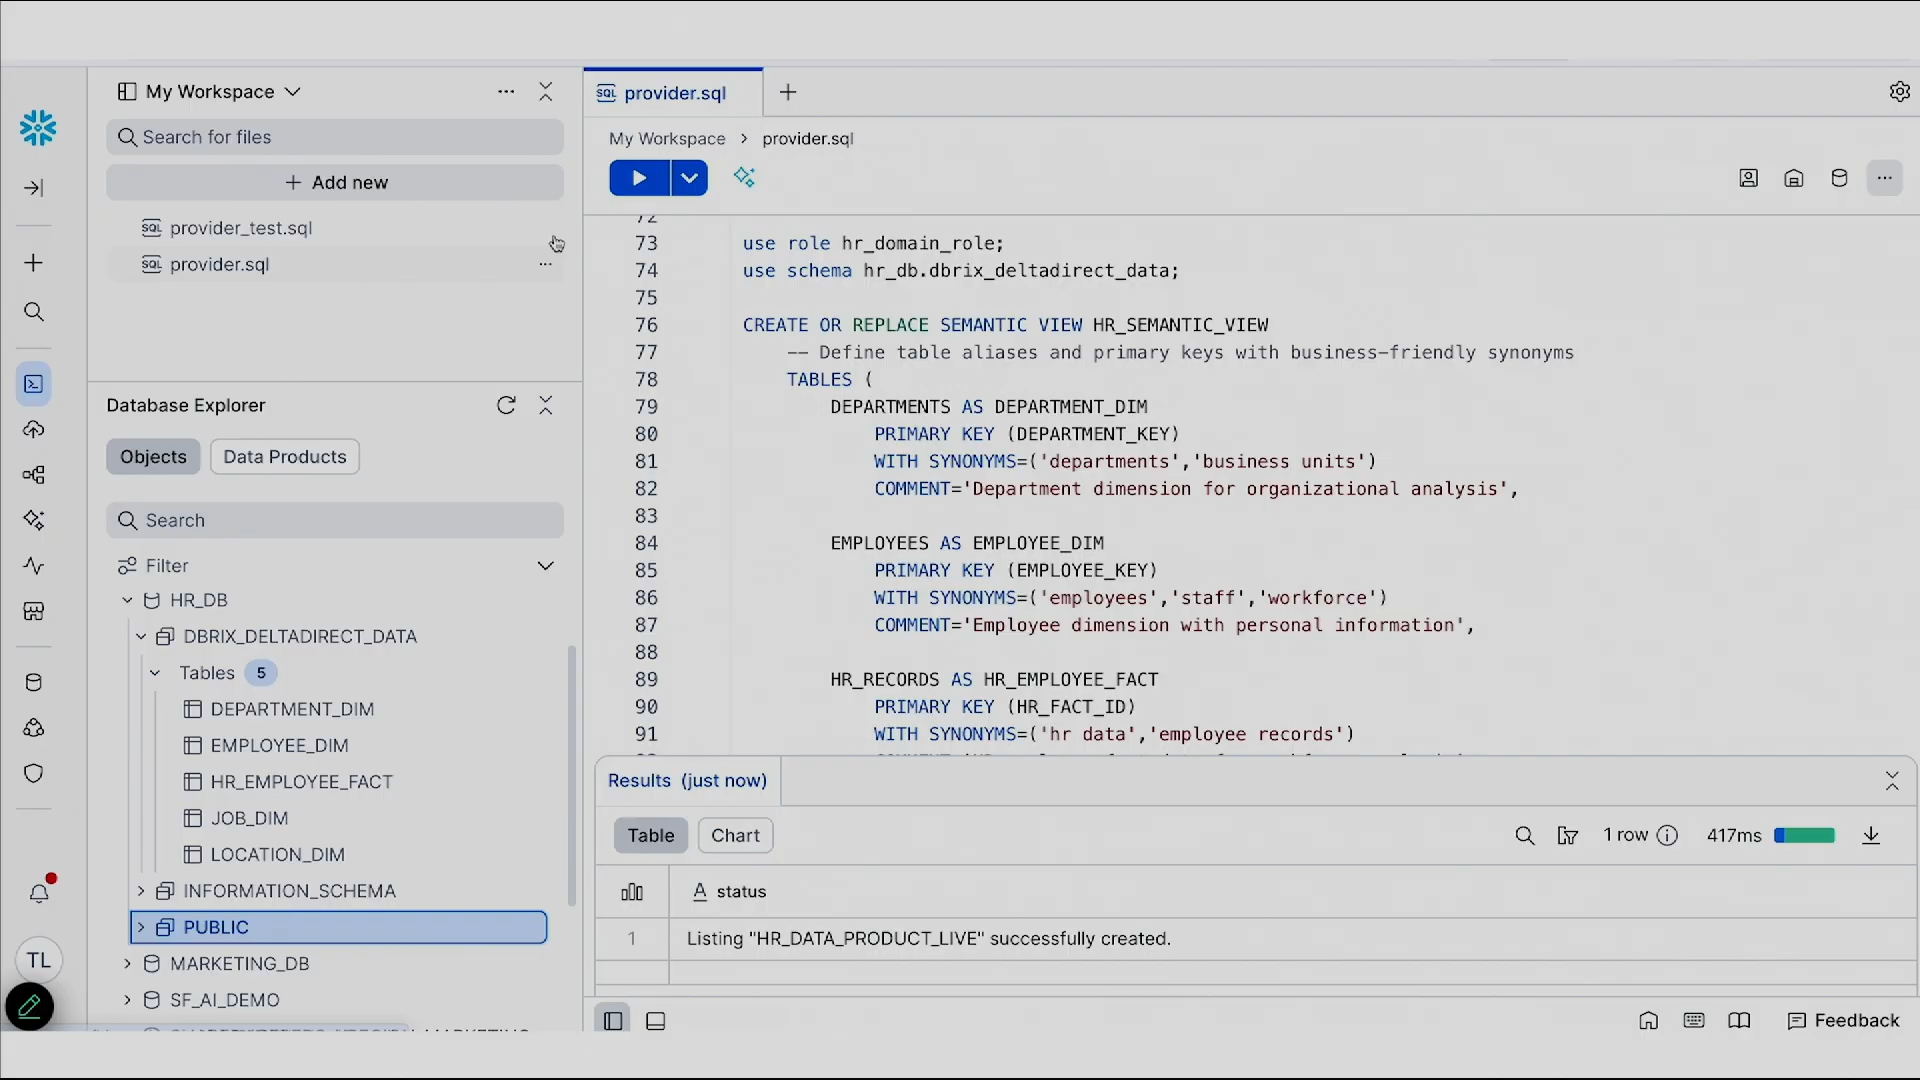 My Workspace
Search for files
+ Add new
SQL provider_test.sql
SQL provider.sql
Database Explorer
Objects
Data Products
Search
Filter
HR_DB
DBRIX_DELTADIRECT_DATA
Tables 5
DEPARTMENT_DIM
EMPLOYEE_DIM
HR_EMPLOYEE_FACT
JOB_DIM
LOCATION_DIM
INFORMATION_SCHEMA
PUBLIC
MARKETING_DB
SF_AI_DEMO
TL
SQL provider.sql
My Workspace > provider.sql
72
73 use role hr_domain_role;
74 use schema hr_db.dbrix_deltadirect_data;
75
76 CREATE OR REPLACE SEMANTIC VIEW HR_SEMANTIC_VIEW
77 -- Define table aliases and primary keys with business-friendly synonyms
78 TABLES (
79 DEPARTMENTS AS DEPARTMENT_DIM
80 PRIMARY KEY (DEPARTMENT_KEY)
81 WITH SYNONYMS=('departments','business units')
82 COMMENT='Department dimension for organizational analysis',
83
84 EMPLOYEES AS EMPLOYEE_DIM
85 PRIMARY KEY (EMPLOYEE_KEY)
86 WITH SYNONYMS=('employees','staff','workforce')
87 COMMENT='Employee dimension with personal information',
88
89 HR_RECORDS AS HR_EMPLOYEE_FACT
90 PRIMARY KEY (HR_FACT_ID)
91 WITH SYNONYMS=('hr data','employee records')
Results (just now)
Table
Chart
1 row
417ms
A status
1 Listing "HR_DATA_PRODUCT_LIVE" successfully created.
Feedback